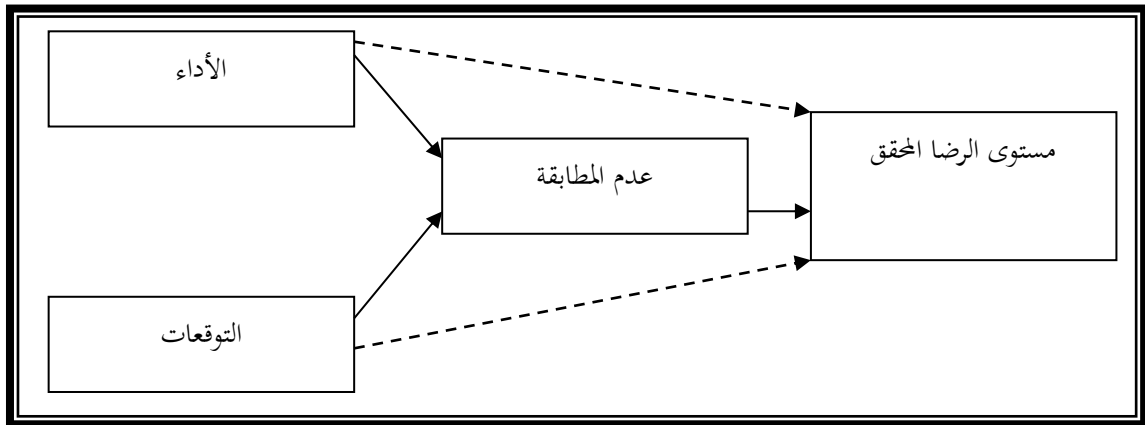 الأداء
مستوى الرضا المحقق
عدم المطابقة
التوقعات